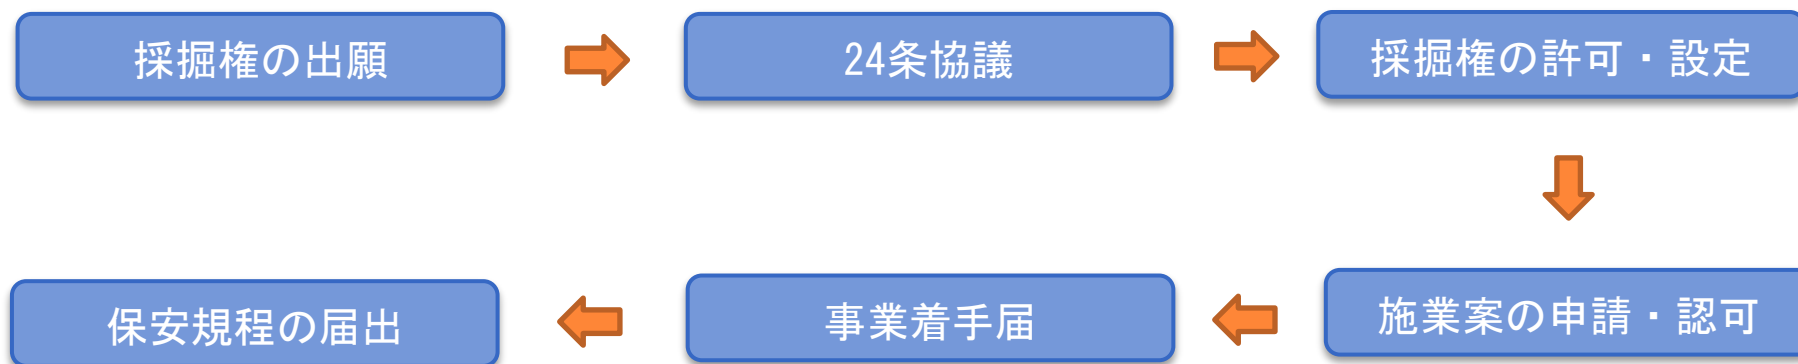 採掘権の出願
24条協議
採掘権の許可・設定
施業案の申請・認可
事業着手届
保安規程の届出